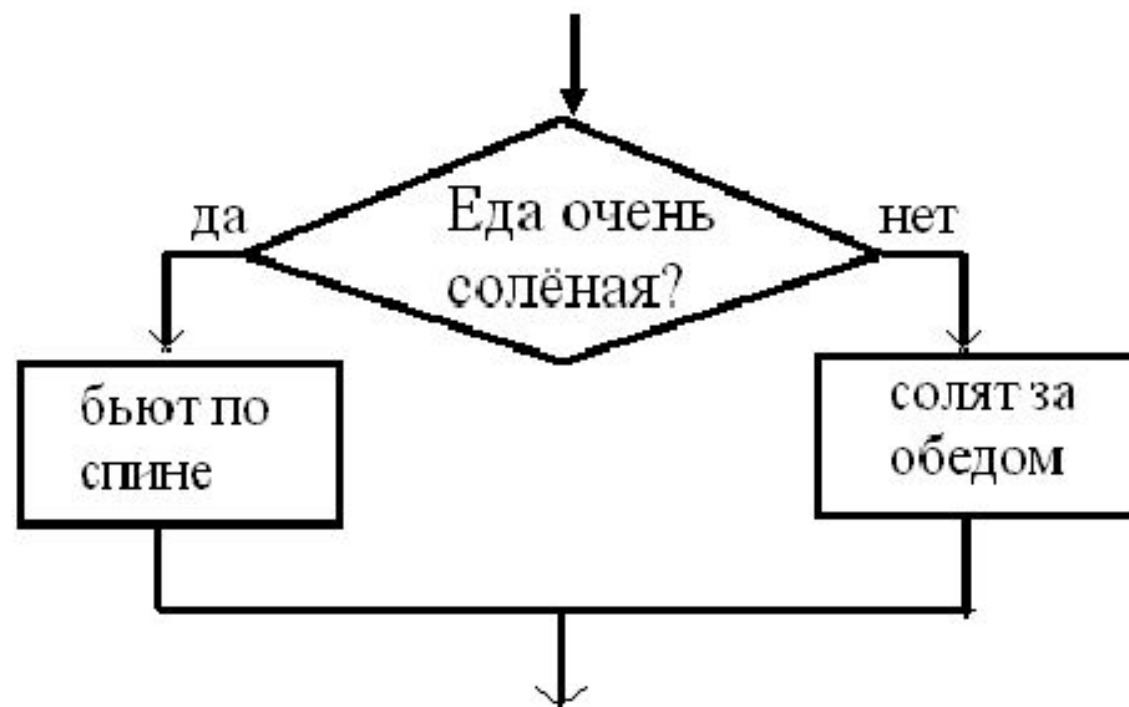 да
Еда очень
солёная?
нет
бьют по
спине
солят за
обедом